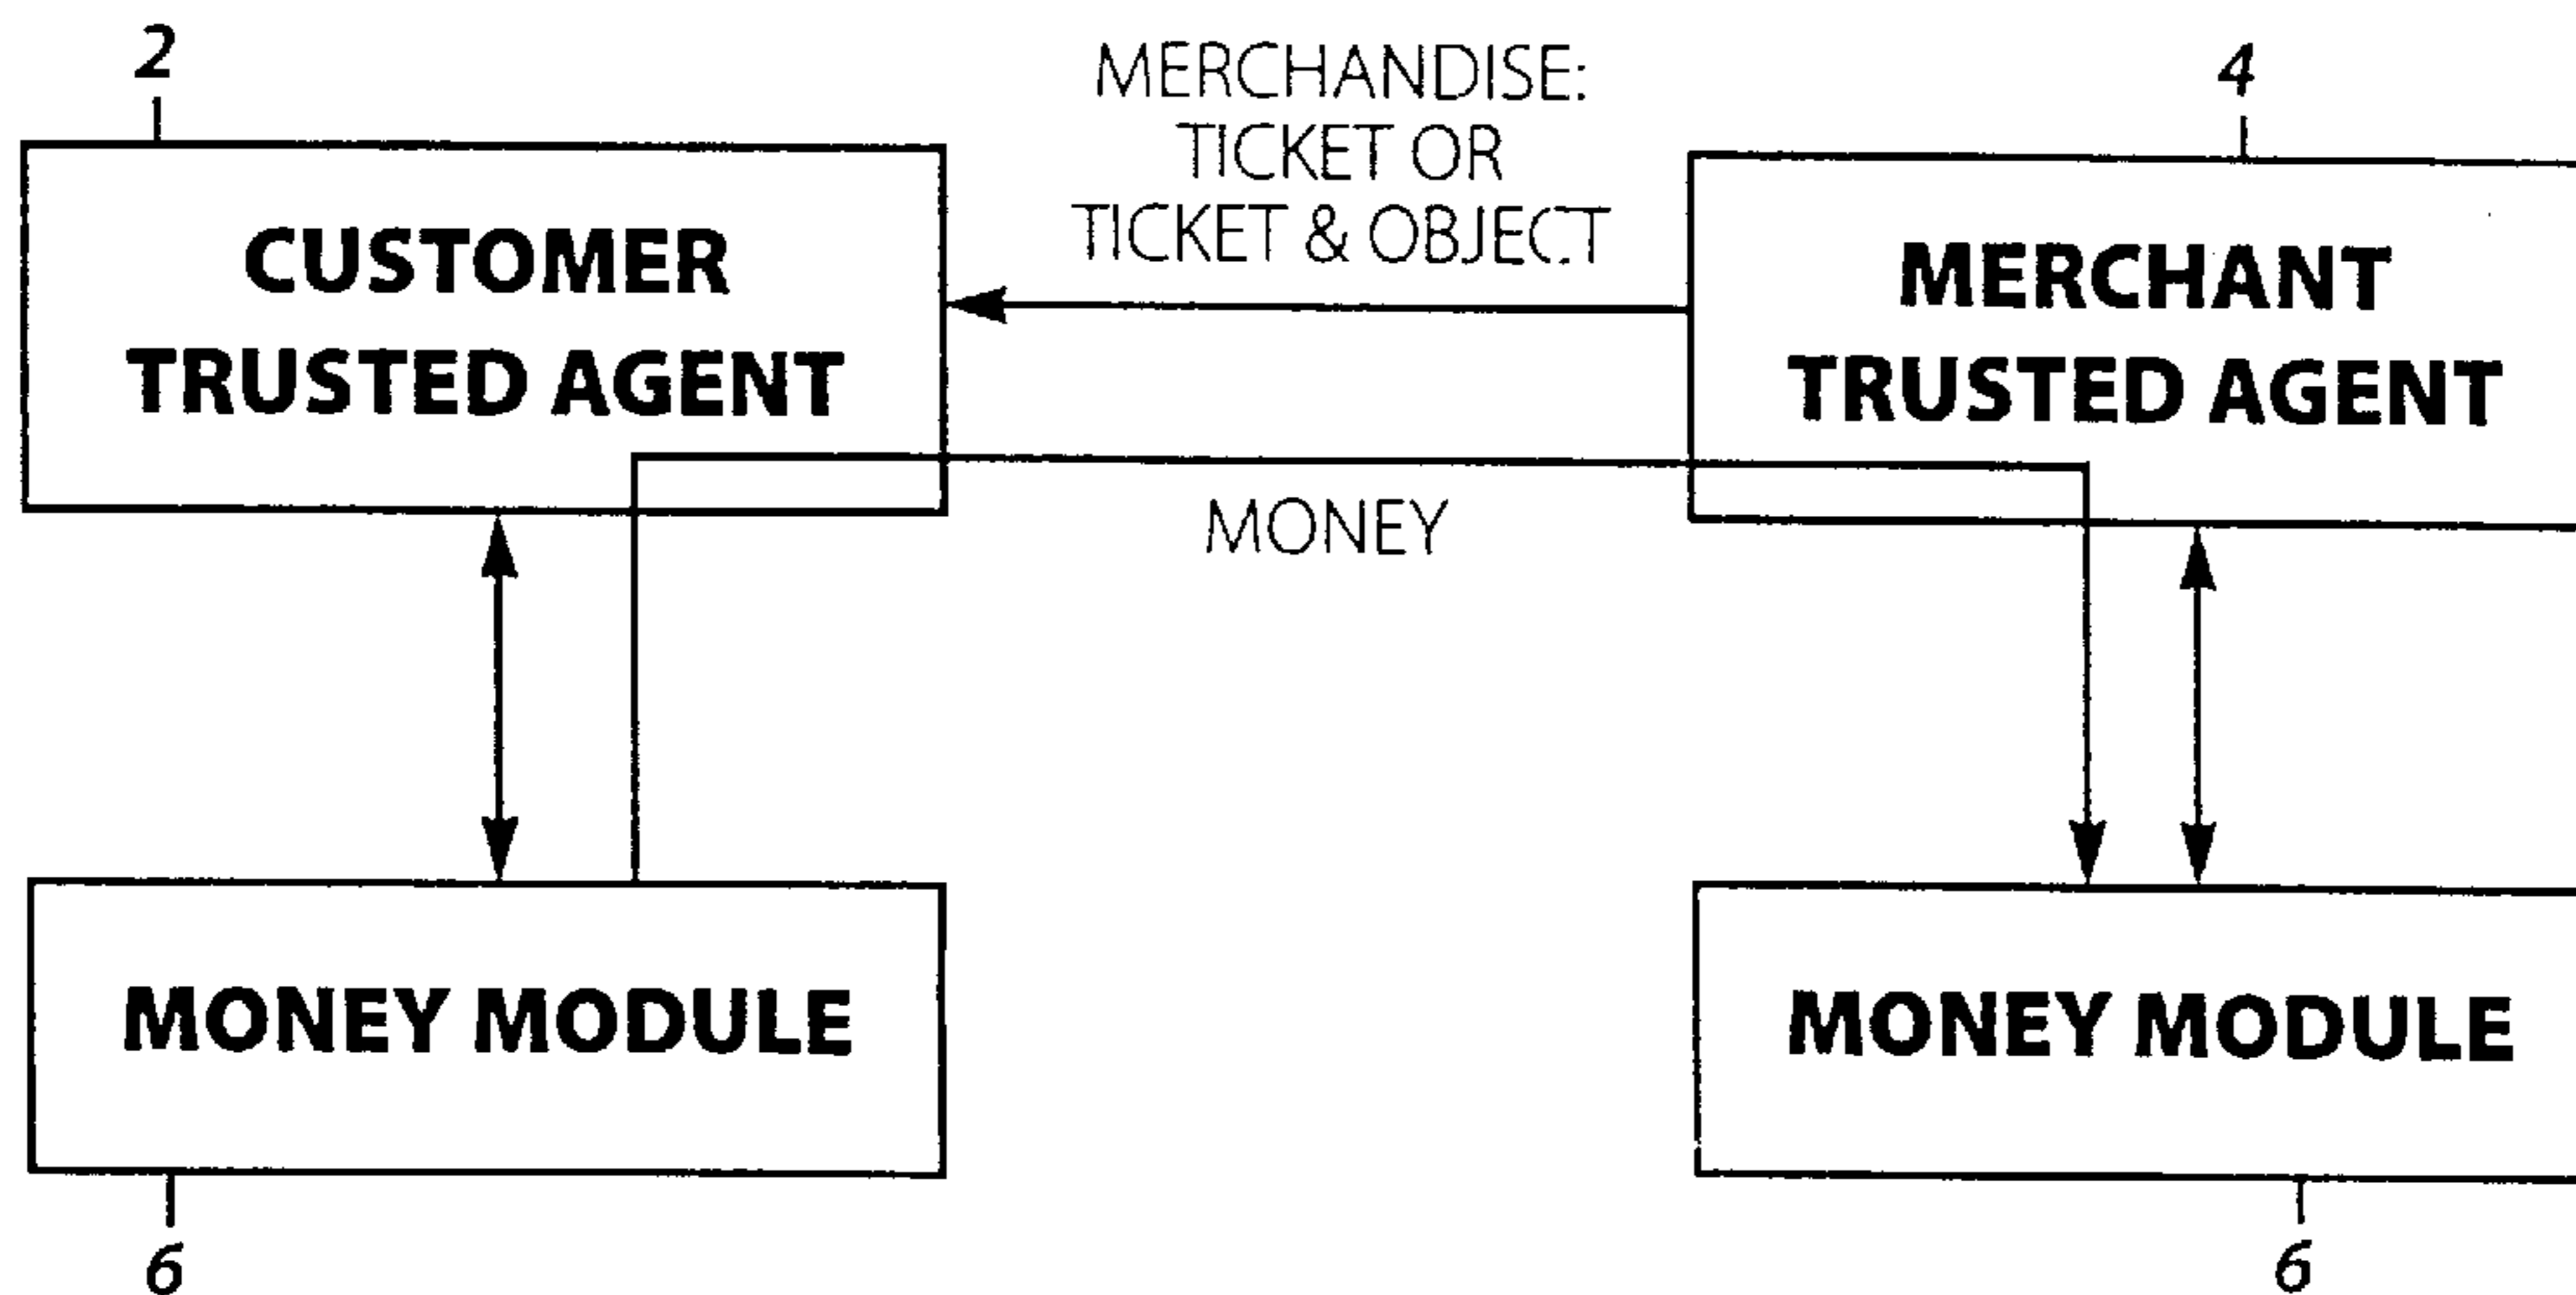 2
4
MERCHANDISE:
TICKET OR
TICKET & OBJECT
CUSTOMER
TRUSTED AGENT
MERCHANT
TRUSTED AGENT
MONEY
MONEY MODULE
MONEY MODULE
6
6